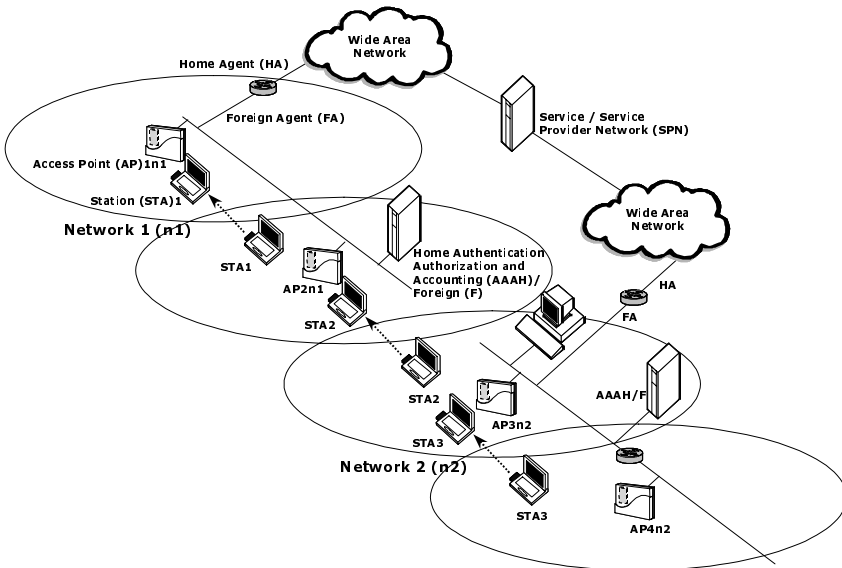 Wide Area
Network
Home Agent (HA)
Foreign Agent (FA)
Service / Service
Provider Network (SPN)
Access Point (AP)1n1
Station (STA)1
Network 1 (n1)
Wide Area
Network
STA1
Home Authentication
Authorization and
Accounting (AAAH)/
Foreign (F)
AP2n1
HA
FA
STA2
STA2
AAAH/F
AP3n2
STA3
Network 2 (n2)
STA3
AP4n2